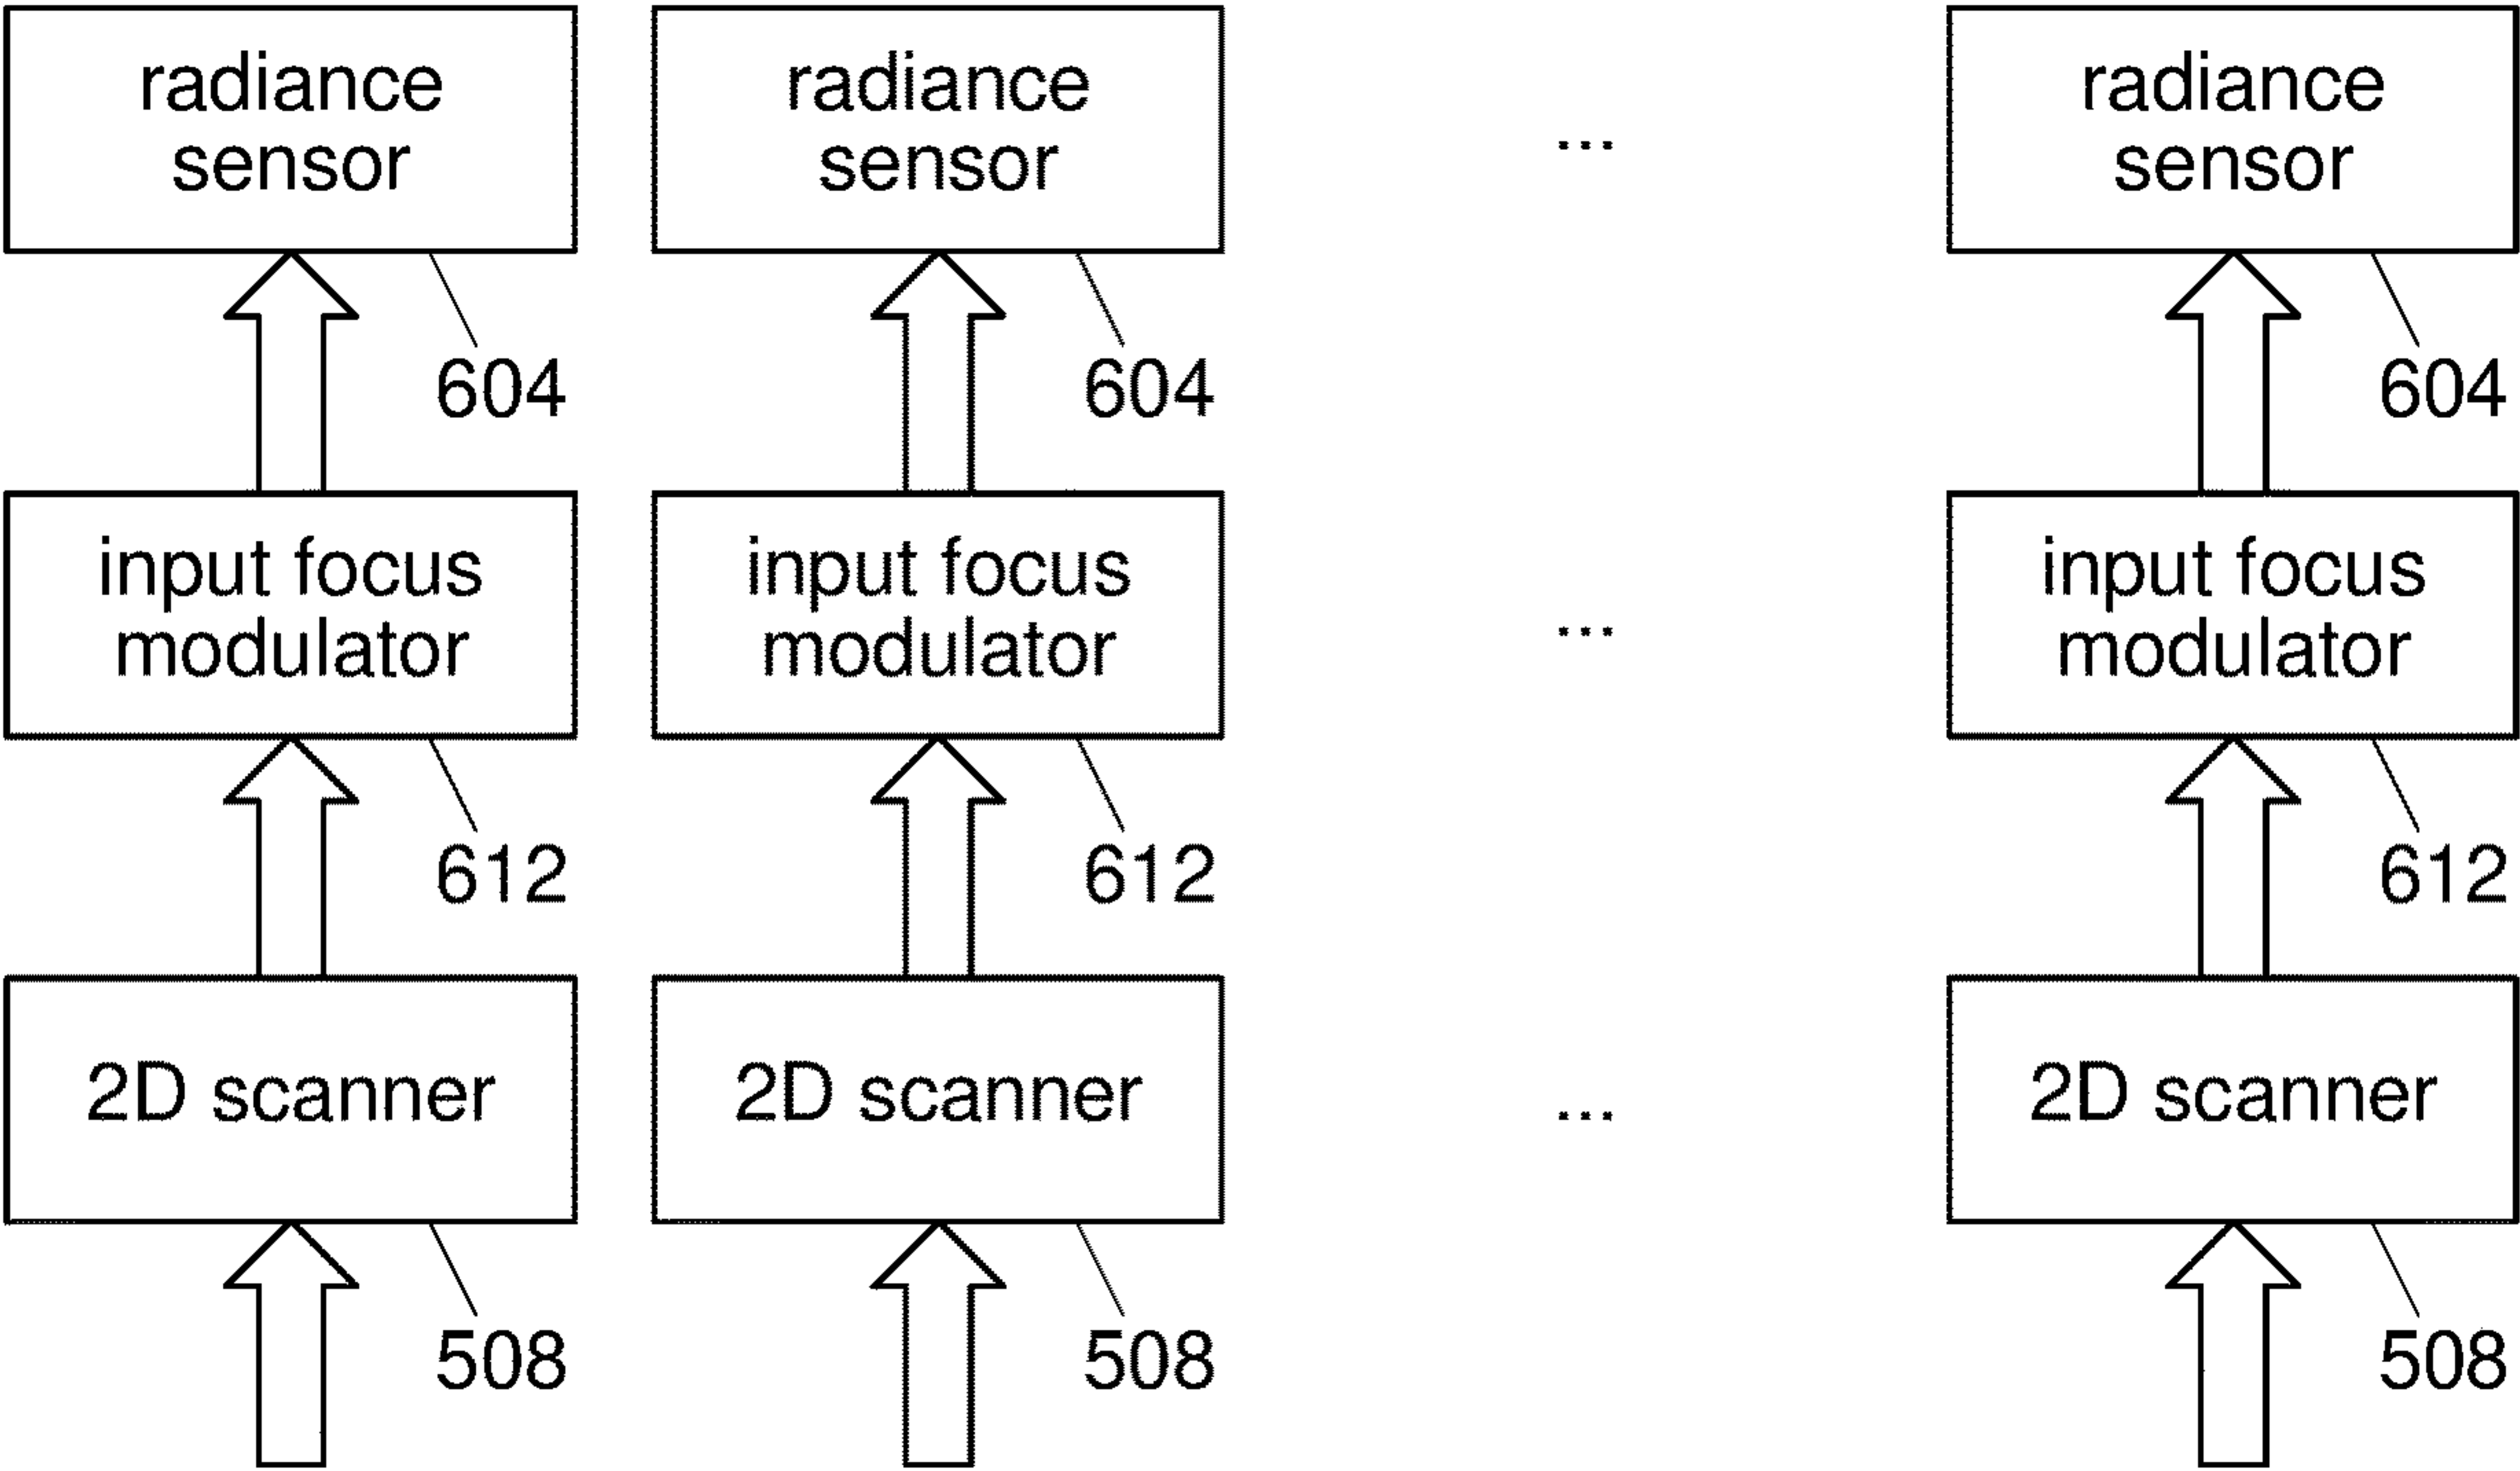 radiance
sensor
radiance
sensor
...
radiance
sensor
604
604
604
input focus
modulator
input focus
modulator
...
input focus
modulator
612
612
612
2D scanner
2D scanner
...
2D scanner
508
508
508